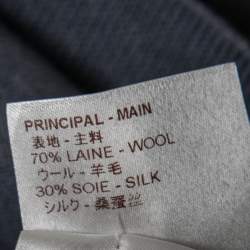 PRINCIPAL - MAIN
表地 - 主料
70% LAINE - WOOL
ウール - 羊毛
30% SOIE - SILK
シルク - 桑蚕丝